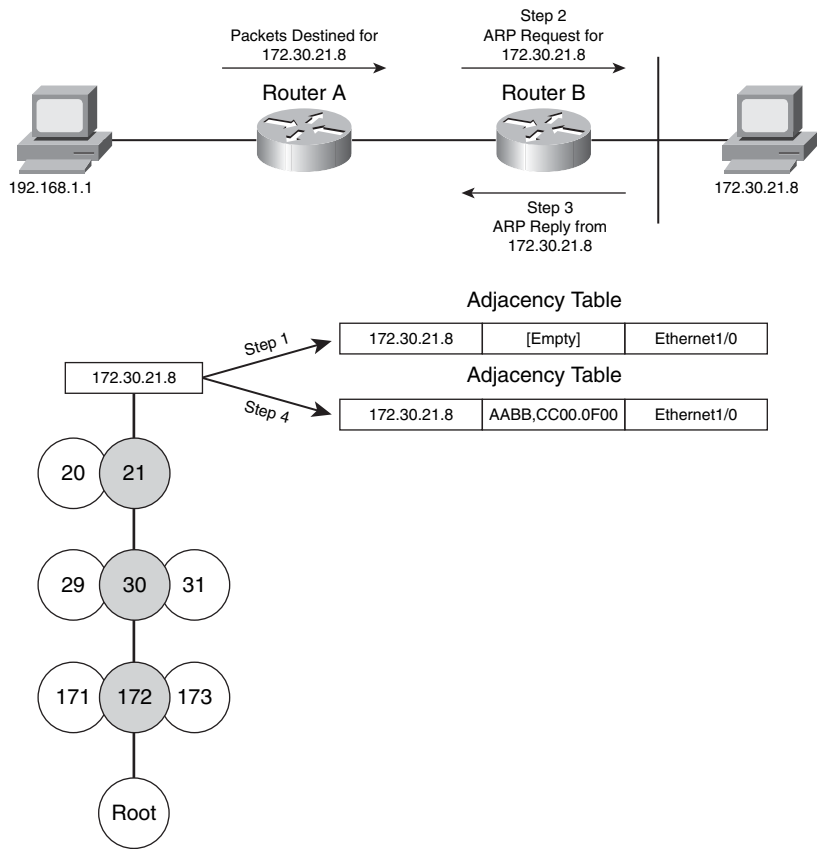 Packets Destined for
172.30.21.8
Step 2
ARP Request for
172.30.21.8
Router A
Router B
192.168.1.1
172.30.21.8
Step 3
ARP Reply from
172.30.21.8
Adjacency Table
Step 1
172.30.21.8 [Empty] Ethernet1/0
172.30.21.8
Adjacency Table
Step 4
172.30.21.8 AABB,CC00.0F00 Ethernet1/0
20 21
29 30 31
171 172 173
Root